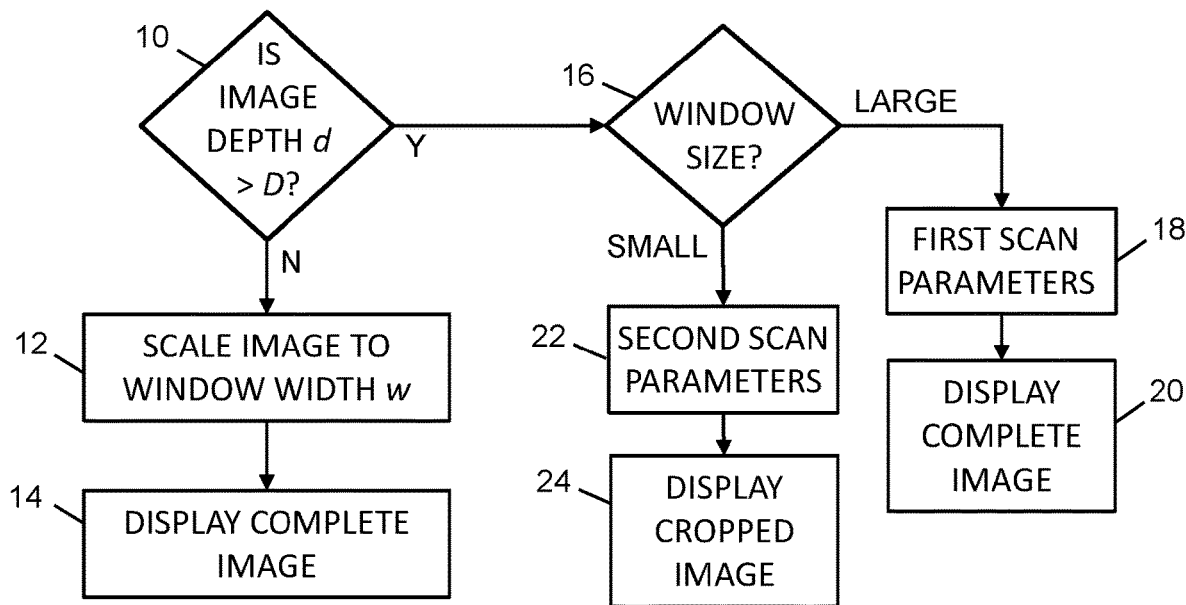 10
IS
IMAGE
DEPTH d
> D?
Y
N
16
WINDOW
SIZE?
LARGE
SMALL
12
SCALE IMAGE TO
WINDOW WIDTH w
14
DISPLAY COMPLETE
IMAGE
22
SECOND SCAN
PARAMETERS
24
DISPLAY
CROPPED
IMAGE
FIRST SCAN
PARAMETERS
18
DISPLAY
COMPLETE
IMAGE
20